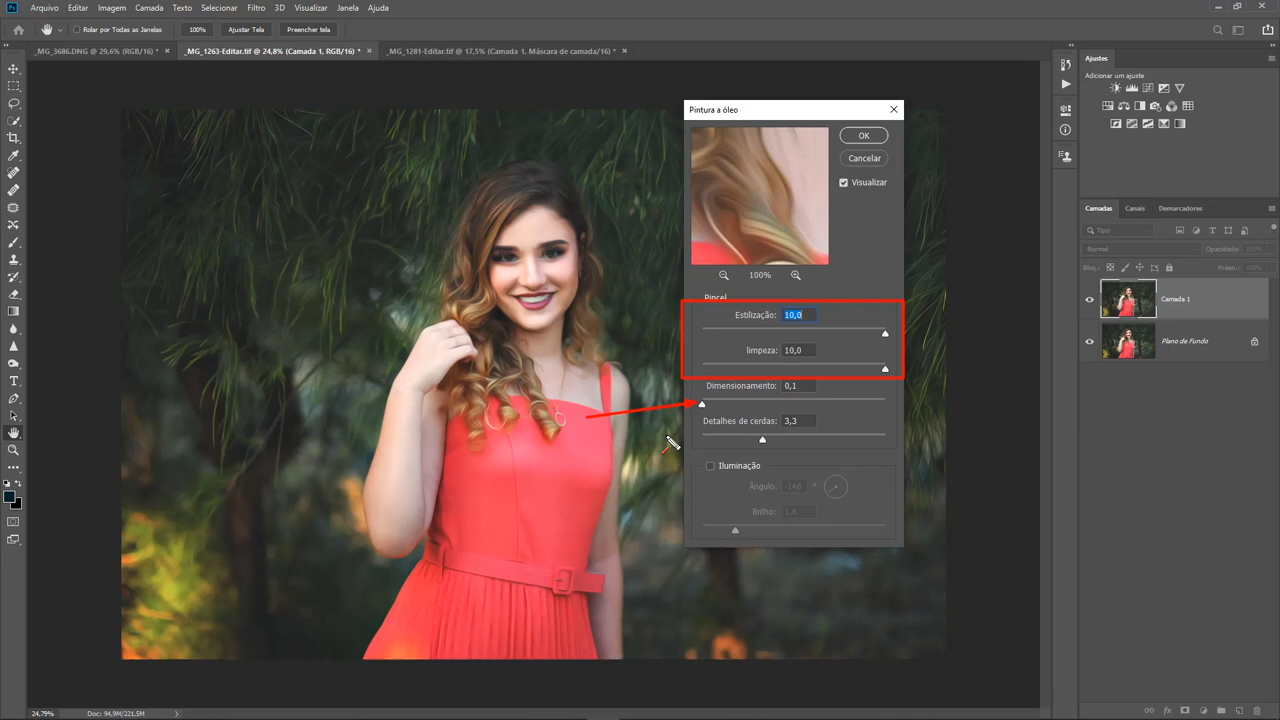 Ps Arquivo Editar Imagem Camada Texto Selecionar Filtro 3D Visualizar Janela Ajuda
Rolar por Todas as Janelas 100% Ajustar Tela Preencher tela
_MG_3686.DNG @ 29,6% (RGB/16) * × _MG_1263-Editar.tif @ 24,8% (Camada 1, RGB/16) * × _MG_1281-Editar.tif @ 17,5% (Camada 1, Máscara de camada/16) * ×
Pintura a óleo
OK
Cancelar
Visualizar
100%
Pincel
Estilização: 10,0
limpeza: 10,0
Dimensionamento: 0,1
Detalhes de cerdas: 3,3
Iluminação
Ângulo: °
Brilho: 1,0
Ajustes
Adicionar um ajuste
Camadas Canais Demarcadores
Tipo
Normal Opacidade: 100%
Bloq.: Preen.: 100%
Camada 1
Plano de Fundo
24,79% Doc: 94,9M/221,5M